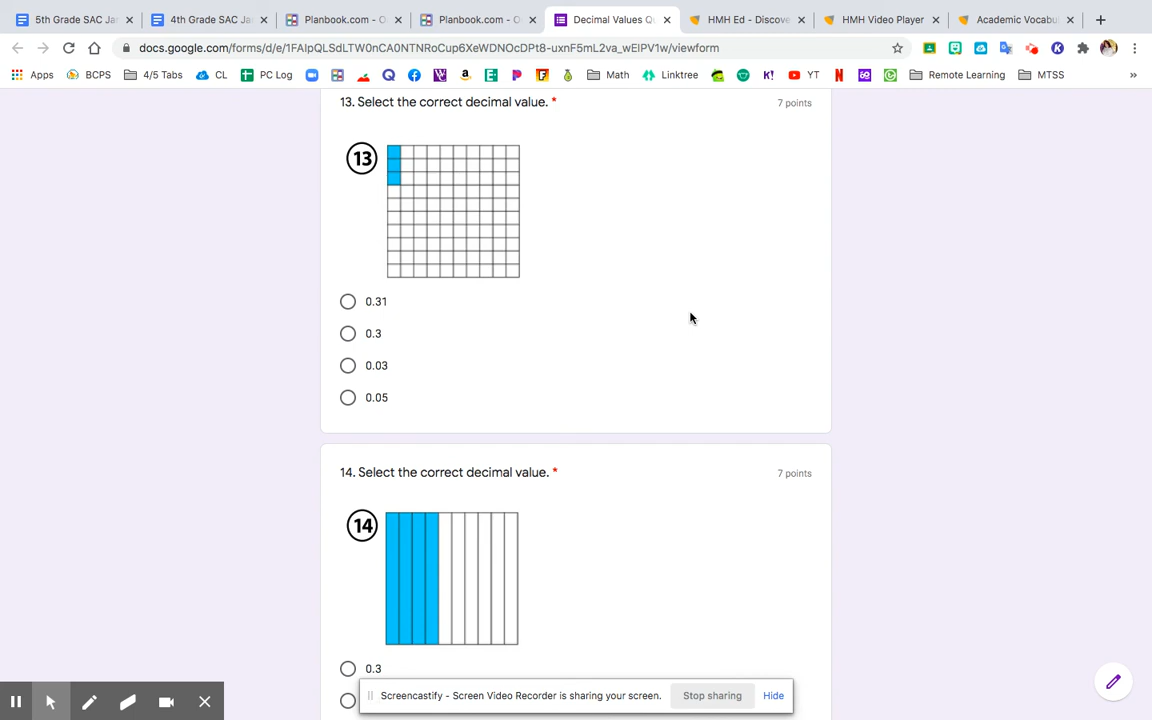 5th Grade SAC Ja
4th Grade SAC Jar
Planbook.com - O
Planbook.com - O
Decimal Values Qu
HMH Ed - Discove
HMH Video Player
Academic Vocabu
docs.google.com/forms/d/e/1FAIpQLSdLTW0nCA0NTNRoCup6XeWDNOcDPt8-uxnF5mL2va_wEIPV1w/viewform
Apps
BCPS
4/5 Tabs
CL
PC Log
Math
Linktree
K!
YT
Remote Learning
MTSS
13. Select the correct decimal value. *
7 points
13
0.31
0.3
0.03
0.05
14. Select the correct decimal value. *
7 points
14
0.3
Screencastify - Screen Video Recorder is sharing your screen.
Stop sharing
Hide